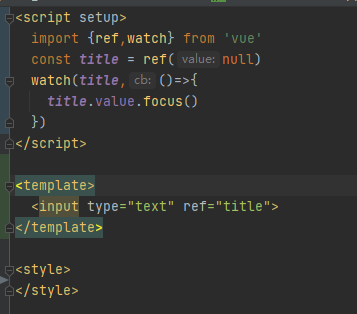 <script setup>
import {ref,watch} from 'vue'
const title = ref( value: null)
watch(title, cb: ()=>{
title.value.focus()
})
</script>
<template>
<input type="text" ref="title">
</template>
<style>
</style>